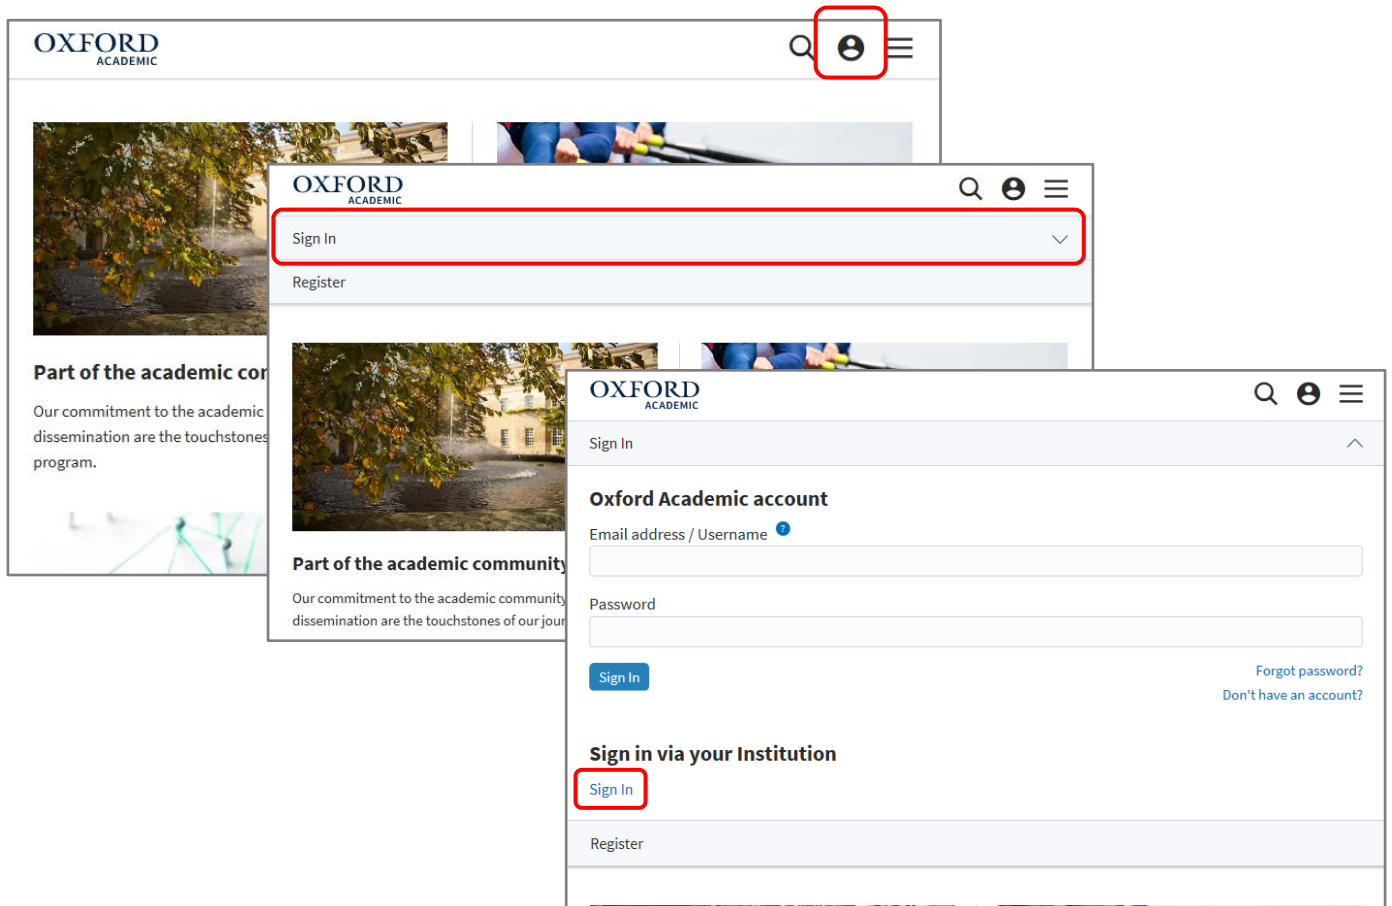 OXFORD
ACADEMIC
Part of the academic
Our commitment to the academic
dissemination are the touchstones
program.
OXFORD
ACADEMIC
Sign In
Register
Part of the academic community
Our commitment to the academic community
dissemination are the touchstones of our
OXFORD
ACADEMIC
Sign In
Oxford Academic account
Email address / Username ?
Password
Sign In
Forgot password?
Don't have an account?
Sign in via your Institution
Sign In
Register